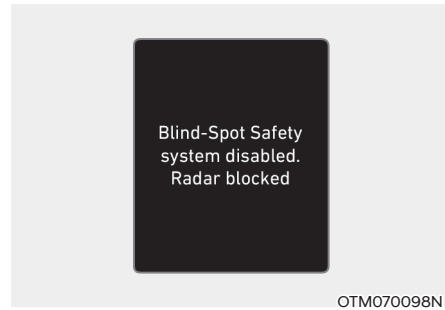 Blind-Spot Safety
system disabled.
Radar blocked
OTM070098N